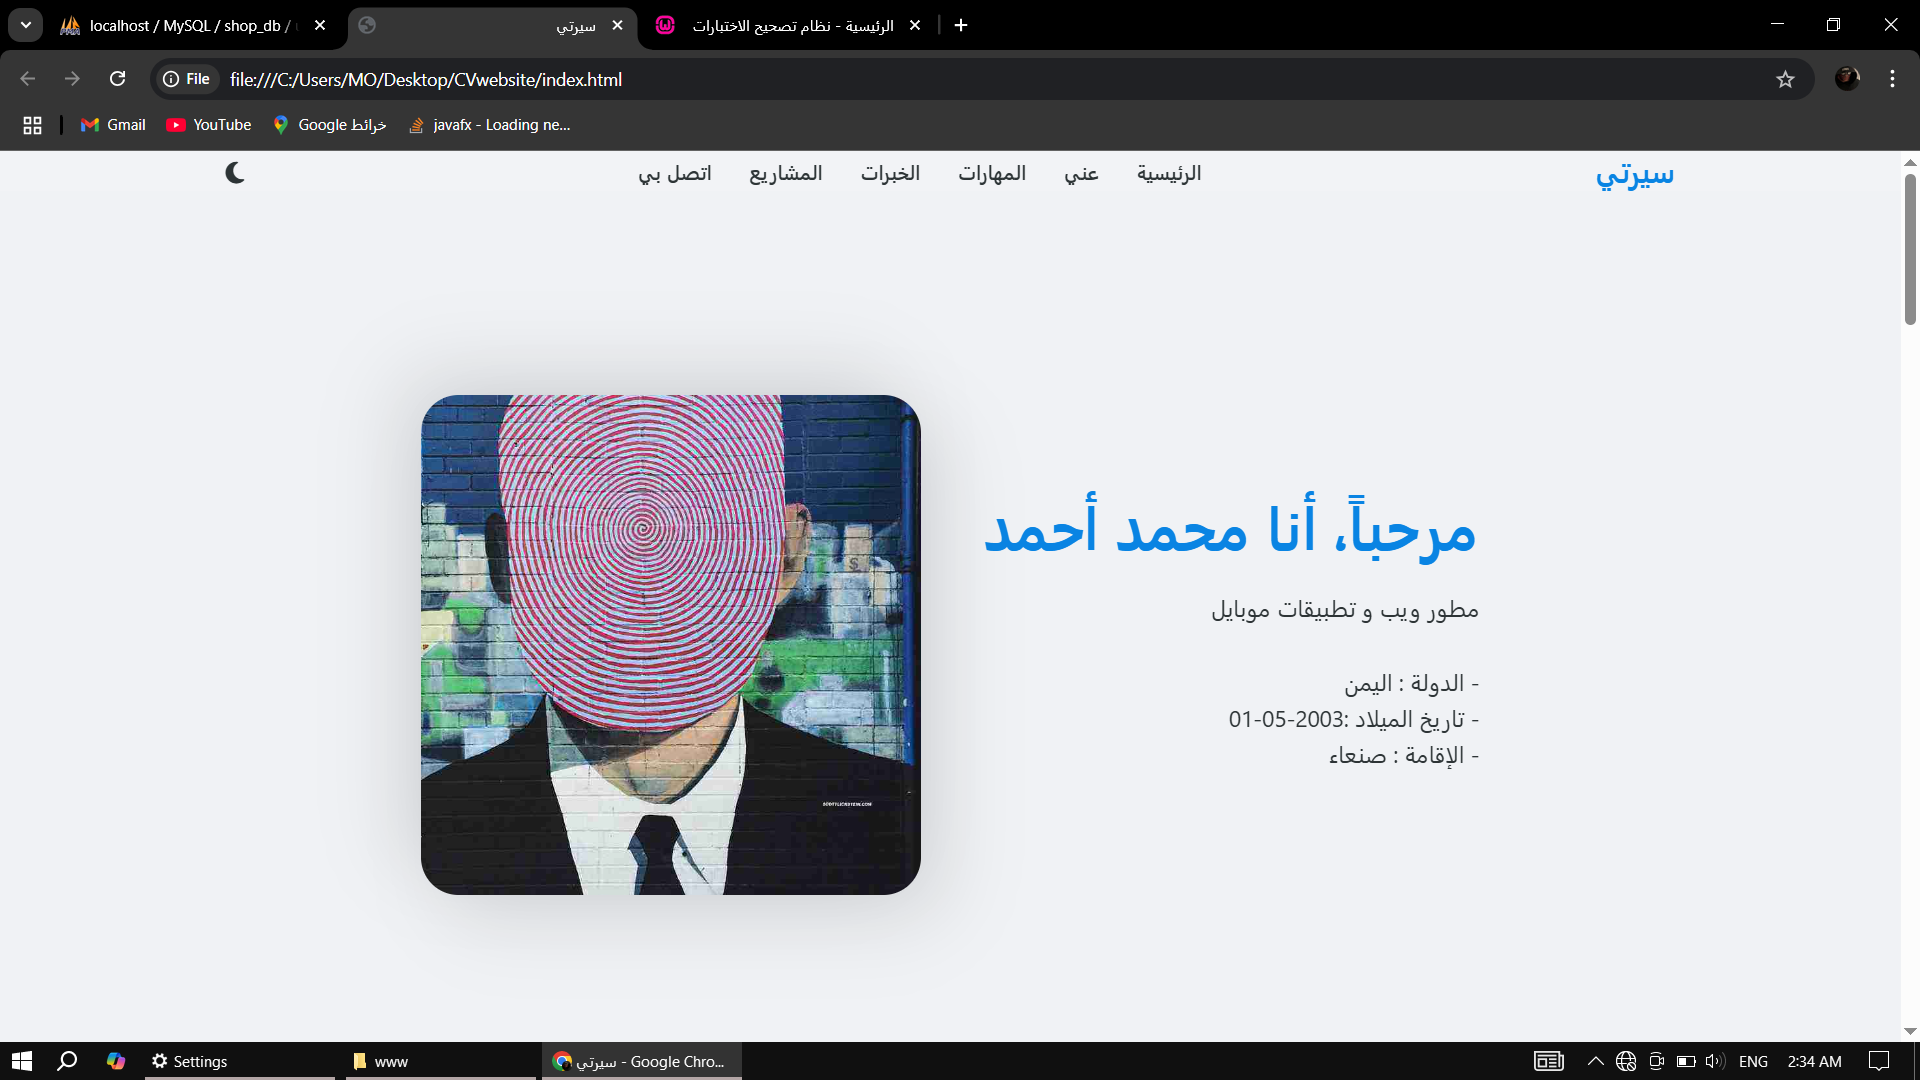 localhost / MySQL / shop_db /
سيرتي
الرئيسية - نظام تصحيح الاختبارات
File
file:///C:/Users/MO/Desktop/CVwebsite/index.html
Gmail
YouTube
خرائط Google
javafx - Loading ne...
سيرتي
الرئيسية
عني
المهارات
الخبرات
المشاريع
اتصل بي
مرحباً، أنا محمد أحمد
مطور ويب و تطبيقات موبايل
- الدولة : اليمن
- تاريخ الميلاد :2003-05-01
- الإقامة : صنعاء
Settings
www
سيرتي - Google Chro...
ENG
2:34 AM